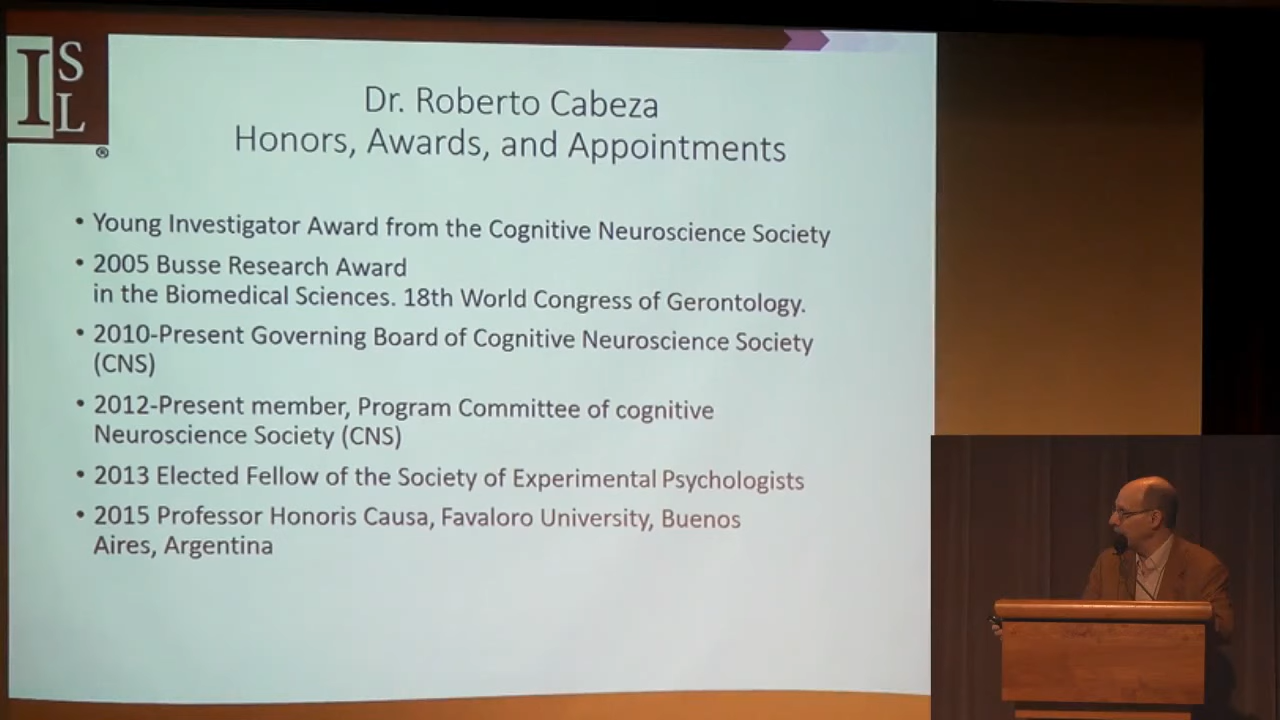 ISL
®
Dr. Roberto Cabeza
Honors, Awards, and Appointments
• Young Investigator Award from the Cognitive Neuroscience Society
• 2005 Busse Research Award
in the Biomedical Sciences. 18th World Congress of Gerontology.
• 2010-Present Governing Board of Cognitive Neuroscience Society
(CNS)
• 2012-Present member, Program Committee of cognitive
Neuroscience Society (CNS)
• 2013 Elected Fellow of the Society of Experimental Psychologists
• 2015 Professor Honoris Causa, Favaloro University, Buenos
Aires, Argentina